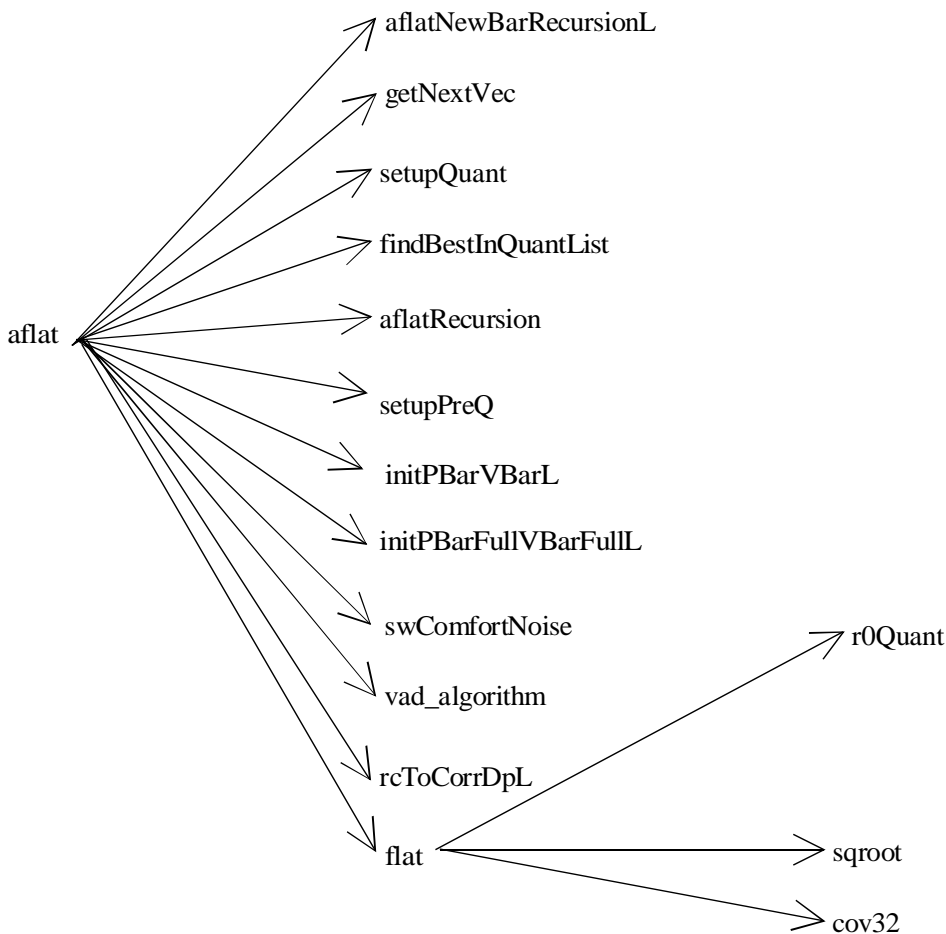 aflatNewBarRecursionL
getNextVec
setupQuant
findBestInQuantList
aflatRecursion
aflat
setupPreQ
initPBarVBarL
initPBarFullVBarFullL
swComfortNoise
r0Quant
vad_algorithm
rcToCorrDpL
flat
sqroot
cov32